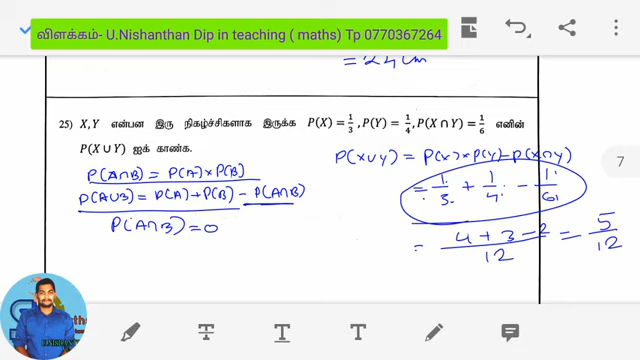 விளக்கம்- U.Nishanthan Dip in teaching ( maths) Tp 0770367264
= 24 cm
25) X, Y என்பன இரு நிகழ்ச்சிகளாக இருக்க P(X) = 1/3 , P(Y) = 1/4 , P(X ∩ Y) = 1/6 எனின்
P(X ∪ Y) ஐக் காண்க.
P(A∩B) = P(A) × P(B)
P(A∪B) = P(A) + P(B) - P(A∩B)
P(A∩B) = 0
P(X∪Y) = P(X) × P(Y) - P(X∩Y)
= 1/3 + 1/4 - 1/6
= 4 + 3 - 2 / 12 = 5/12
7
U.NISHAN